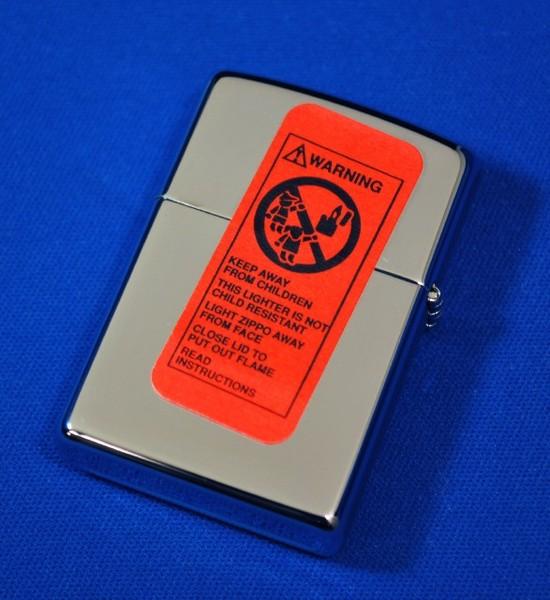 WARNING
KEEP AWAY
FROM CHILDREN
THIS LIGHTER IS NOT
CHILD RESISTANT
LIGHT ZIPPO AWAY
FROM FACE
CLOSE LID TO
PUT OUT FLAME
READ
INSTRUCTIONS